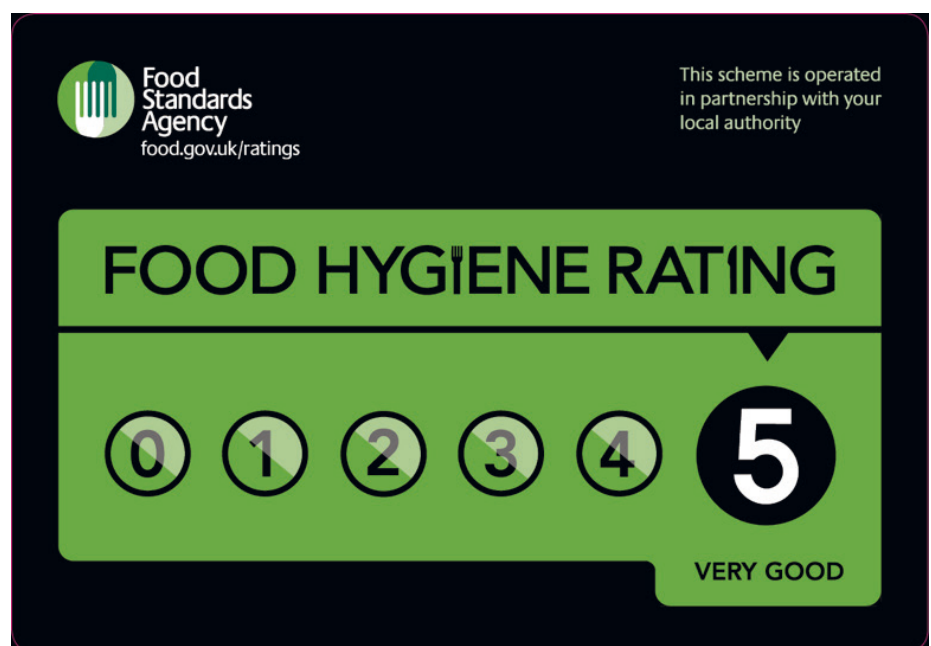 Food
Standards
Agency
food.gov.uk/ratings
This scheme is operated
in partnership with your
local authority
FOOD HYGIENE RATING
0 1 2 3 4 5
VERY GOOD